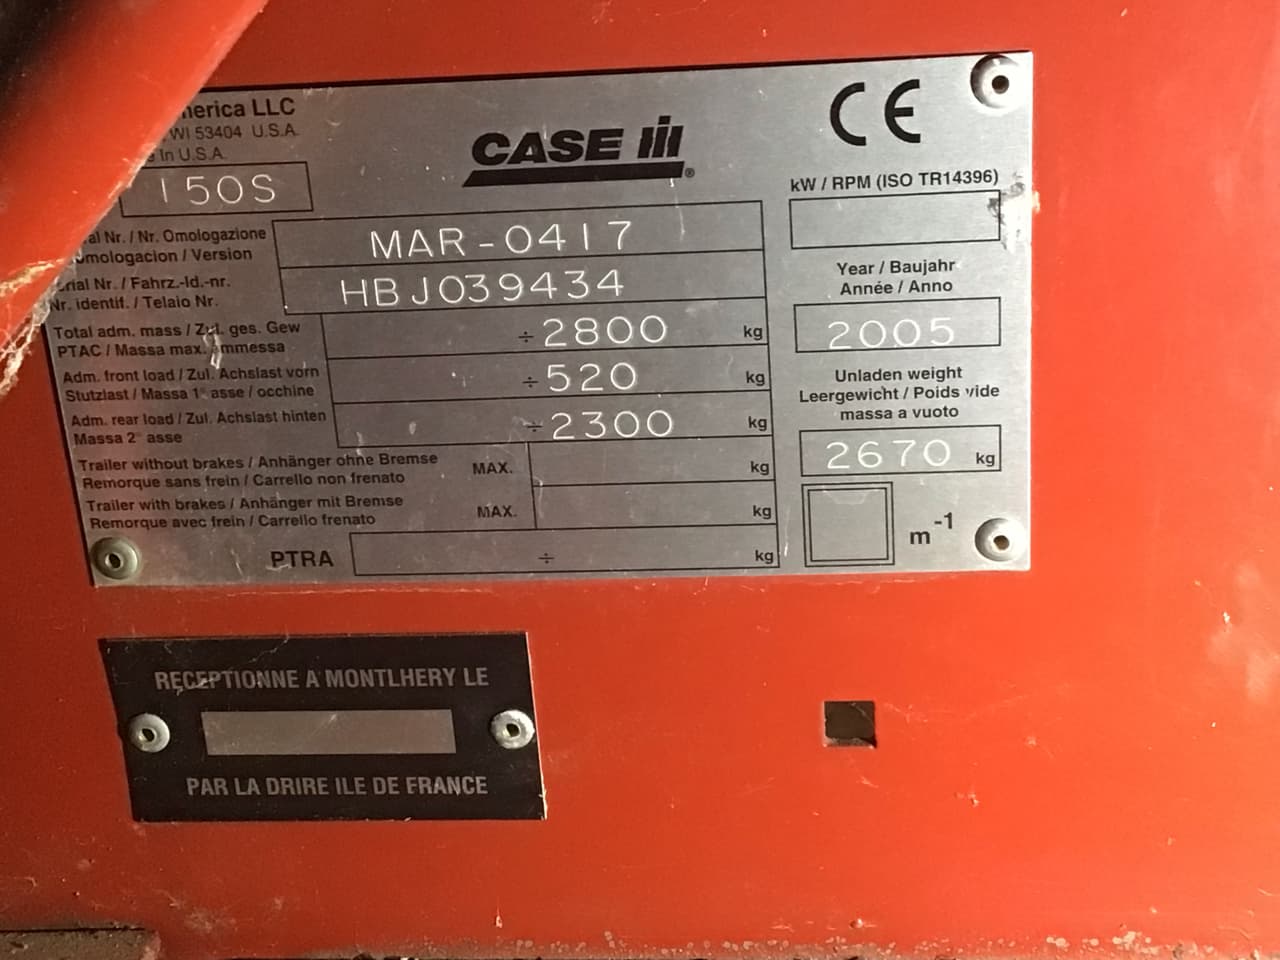 LLC
WI 53404 U.S.A.
In U.S.A.
150S
CASE III ®
CE
kW / RPM (ISO TR14396)
Nr. / Nr. Omologazione
/ Version
MAR-0417
Nr. / Fahrz.-Id.-nr.
Nr. identif. / Telaio Nr.
HBJ039434
Year / Baujahr
Année / Anno
2005
Total adm. mass / Zul. ges. Gew
PTAC / Massa max. ammessa
÷ 2800 kg
Adm. front load / Zul. Achslast vorn
Stutzlast / Massa 1° asse / occhine
÷ 520 kg
Adm. rear load / Zul. Achslast hinten
Massa 2° asse
÷ 2300 kg
Unladen weight
Leergewicht / Poids vide
massa a vuoto
2670 kg
Trailer without brakes / Anhänger ohne Bremse
Remorque sans frein / Carrello non frenato
MAX. kg
Trailer with brakes / Anhänger mit Bremse
Remorque avec frein / Carrello frenato
MAX. kg
PTRA ÷ kg
m-1
RECEPTIONNE A MONTLHERY LE
PAR LA DRIRE ILE DE FRANCE